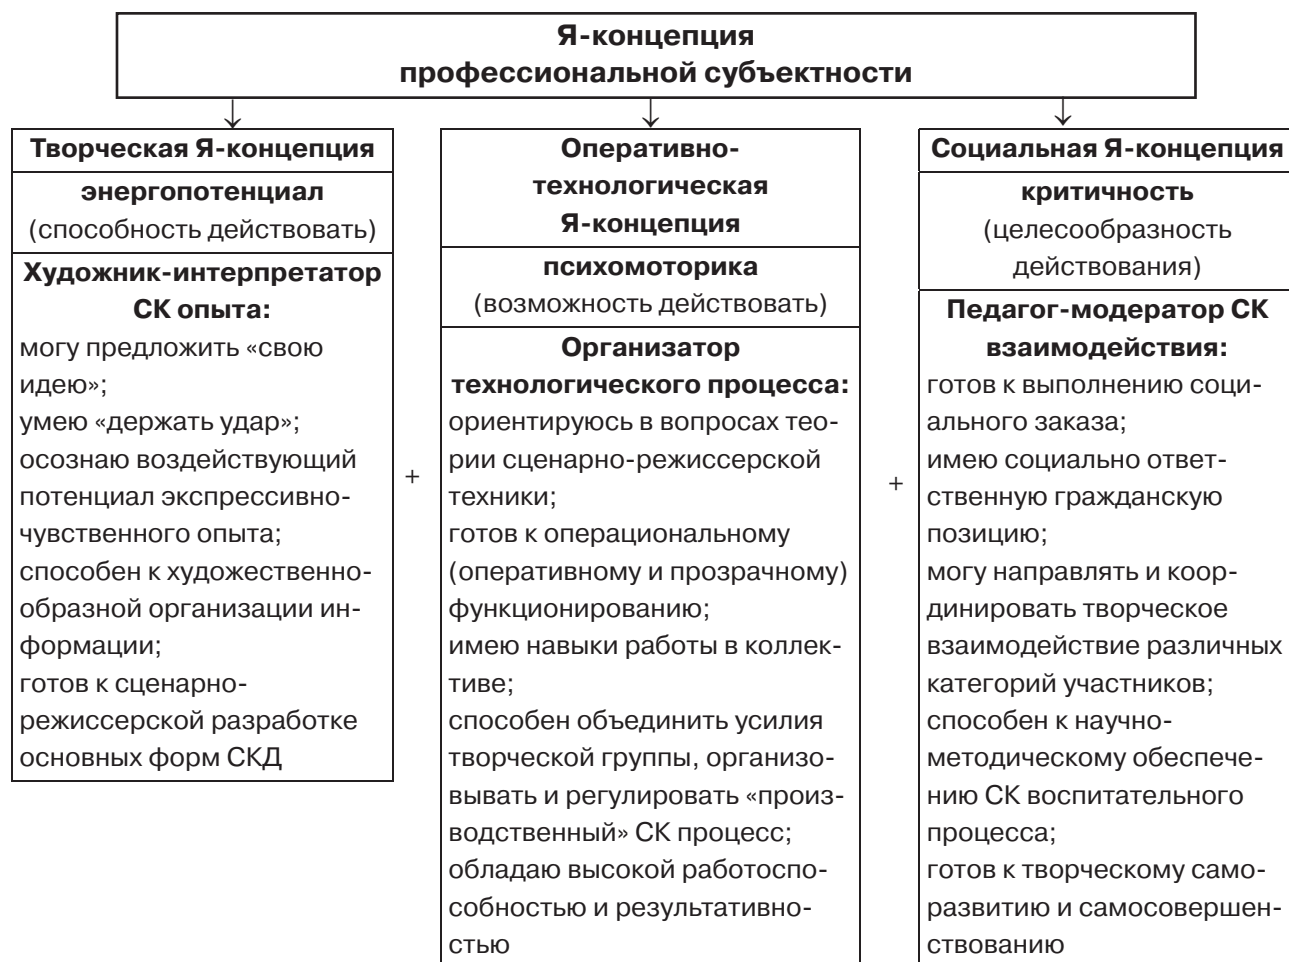 Я-концепция
профессиональной субъектности
Творческая Я-концепция
энергопотенциал
(способность действовать)
Художник-интерпретатор
СК опыта:
могу предложить «свою
идею»;
умею «держать удар»;
осознаю воздействующий
потенциал экспрессивно-
чувственного опыта;
способен к художественно-
образной организации ин-
формации;
готов к сценарно-
режиссерской разработке
основных форм СКД
+
Оперативно-
технологическая
Я-концепция
психомоторика
(возможность действовать)
Организатор
технологического процесса:
ориентируюсь в вопросах тео-
рии сценарно-режиссерской
техники;
готов к операциональному
(оперативному и прозрачному)
функционированию;
имею навыки работы в коллек-
тиве;
способен объединить усилия
творческой группы, организо-
вывать и регулировать «произ-
водственный» СК процесс;
обладаю высокой работоспо-
собностью и результативно-
стью
+
Социальная Я-концепция
критичность
(целесообразность
действования)
Педагог-модератор СК
взаимодействия:
готов к выполнению соци-
ального заказа;
имею социально ответ-
ственную гражданскую
позицию;
могу направлять и коор-
динировать творческое
взаимодействие различных
категорий участников;
способен к научно-
методическому обеспече-
нию СК воспитательного
процесса;
готов к творческому само-
развитию и самосовершен-
ствованию